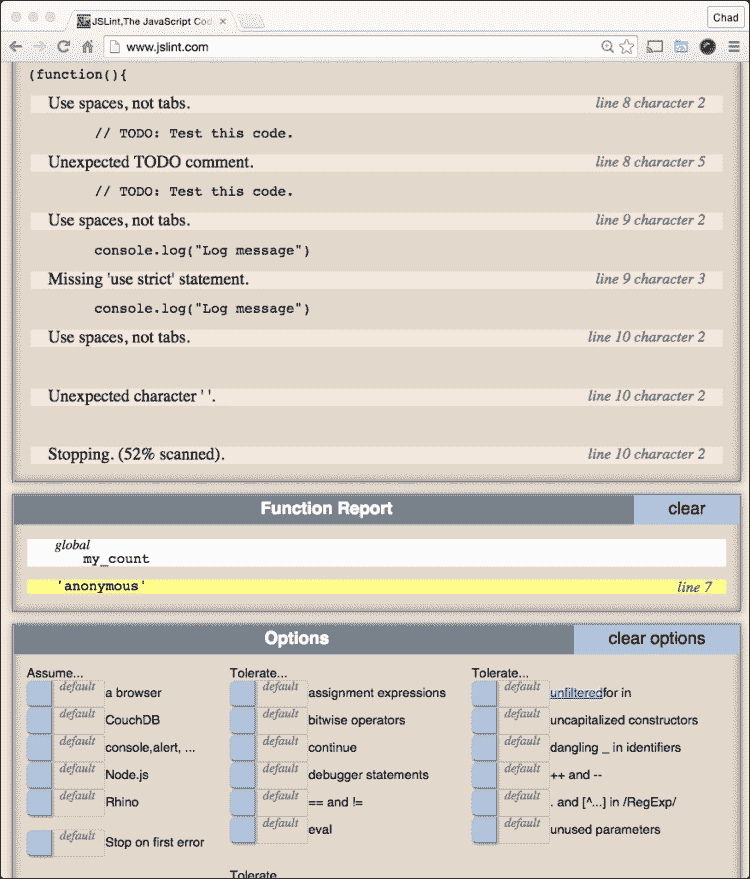 JSLint,The JavaScript Cod
Chad
www.jslint.com
(function(){
Use spaces, not tabs. line 8 character 2
// TODO: Test this code.
Unexpected TODO comment. line 8 character 5
// TODO: Test this code.
Use spaces, not tabs. line 9 character 2
console.log("Log message")
Missing 'use strict' statement. line 9 character 3
console.log("Log message")
Use spaces, not tabs. line 10 character 2
Unexpected character ' '. line 10 character 2
Stopping. (52% scanned). line 10 character 2
Function Report clear
global
my_count
'anonymous' line 7
Options clear options
Assume... Tolerate... Tolerate...
default a browser default assignment expressions default unfilteredfor in
default CouchDB default bitwise operators default uncapitalized constructors
default console,alert, ... default continue default dangling _ in identifiers
default Node.js default debugger statements default ++ and --
default Rhino default == and != default . and [^...] in /RegExp/
default Stop on first error default eval default unused parameters
Tolerate